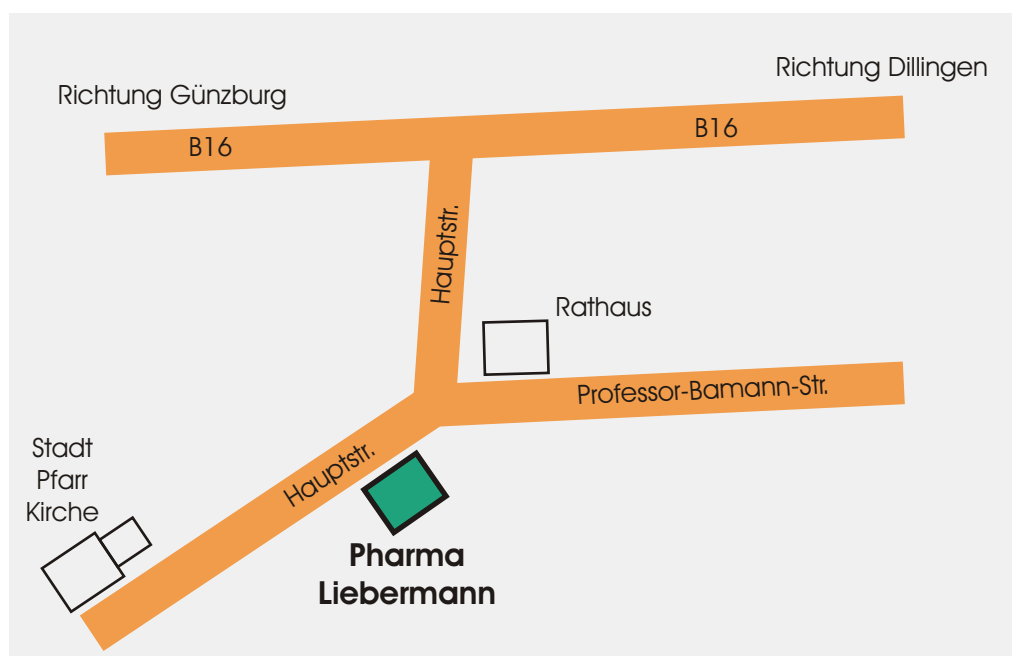 Richtung Dillingen
Richtung Günzburg
B16
B16
Hauptstr.
Rathaus
Professor-Bamann-Str.
Hauptstr.
Stadt
Pfarr
Kirche
Pharma
Liebermann